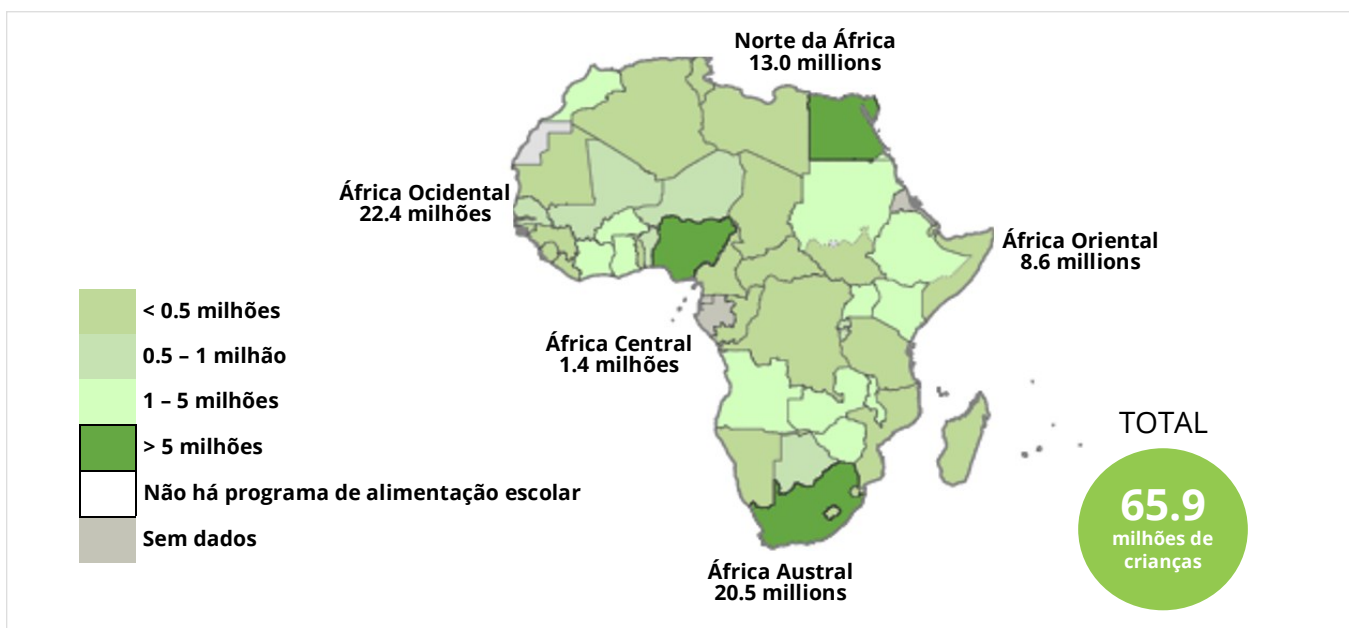 Norte da África
13.0 millions
África Ocidental
22.4 milhões
África Oriental
8.6 millions
< 0.5 milhões
0.5 – 1 milhão
1 – 5 milhões
> 5 milhões
Não há programa de alimentação escolar
Sem dados
África Central
1.4 milhões
África Austral
20.5 millions
TOTAL
65.9
milhões de
crianças